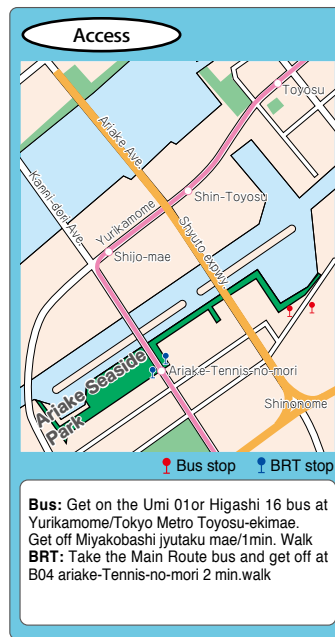 Access
Toyosu
Ariake Ave.
Kanni-dori Ave.
Shin-Toyosu
Yurikamome
Shyuto expwy
Shijo-mae
Ariake Seaside
Park
Ariake-Tennis-no-mori
Shinonome
Bus stop
BRT stop
Bus: Get on the Umi 01or Higashi 16 bus at
Yurikamome/Tokyo Metro Toyosu-ekimae.
Get off Miyakobashi jyutaku mae/1min. Walk
BRT: Take the Main Route bus and get off at
B04 ariake-Tennis-no-mori 2 min.walk